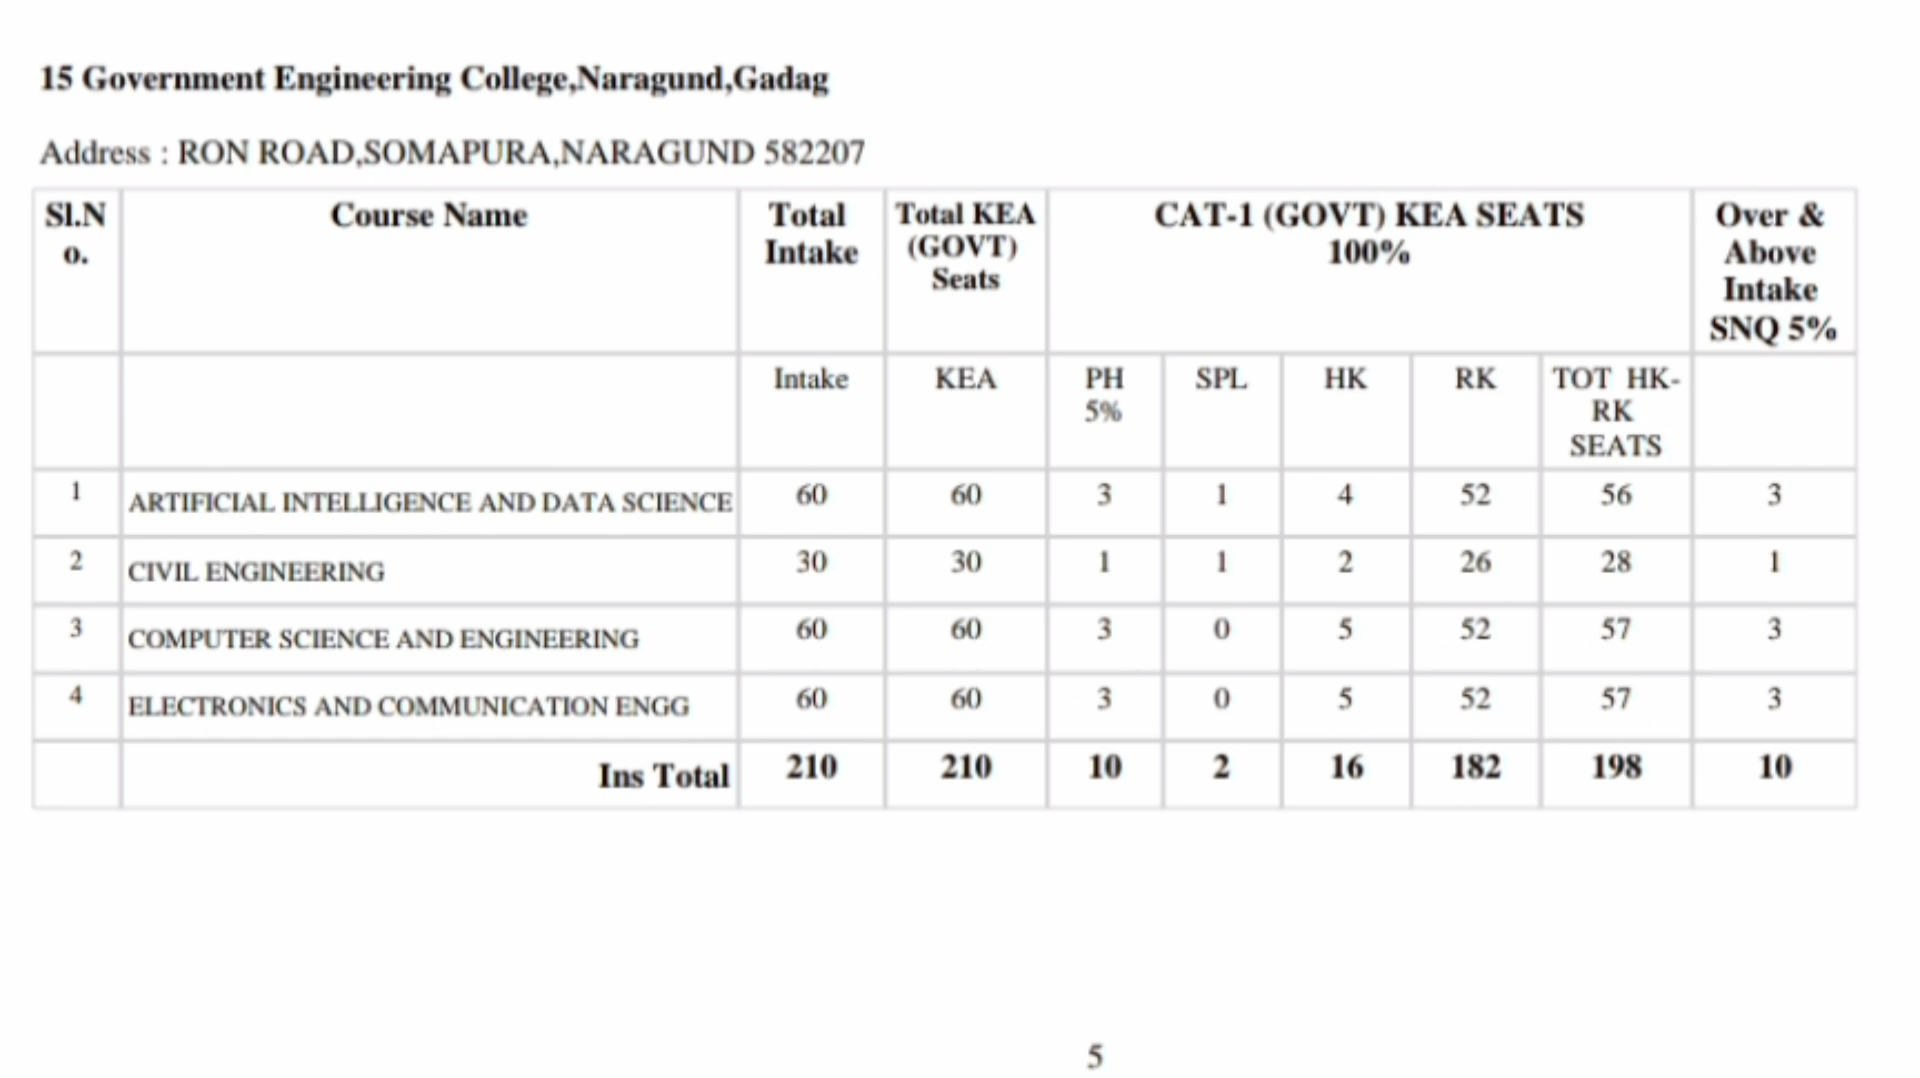 15 Government Engineering College,Naragund,Gadag
Address : RON ROAD,SOMAPURA,NARAGUND 582207
Sl.N o. Course Name Total Intake Total KEA (GOVT) Seats CAT-1 (GOVT) KEA SEATS 100% Over & Above Intake SNQ 5%
Intake KEA PH 5% SPL HK RK TOT HK-RK SEATS
1 ARTIFICIAL INTELLIGENCE AND DATA SCIENCE 60 60 3 1 4 52 56 3
2 CIVIL ENGINEERING 30 30 1 1 2 26 28 1
3 COMPUTER SCIENCE AND ENGINEERING 60 60 3 0 5 52 57 3
4 ELECTRONICS AND COMMUNICATION ENGG 60 60 3 0 5 52 57 3
Ins Total 210 210 10 2 16 182 198 10
5